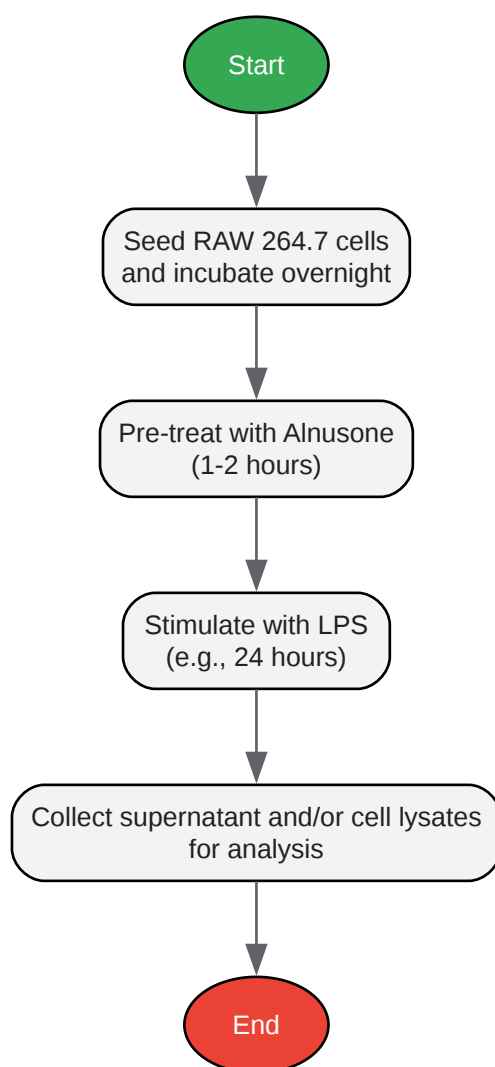 Start
Seed RAW 264.7 cells
and incubate overnight
Pre-treat with Alnusone
(1-2 hours)
Stimulate with LPS
(e.g., 24 hours)
Collect supernatant and/or cell lysates
for analysis
End